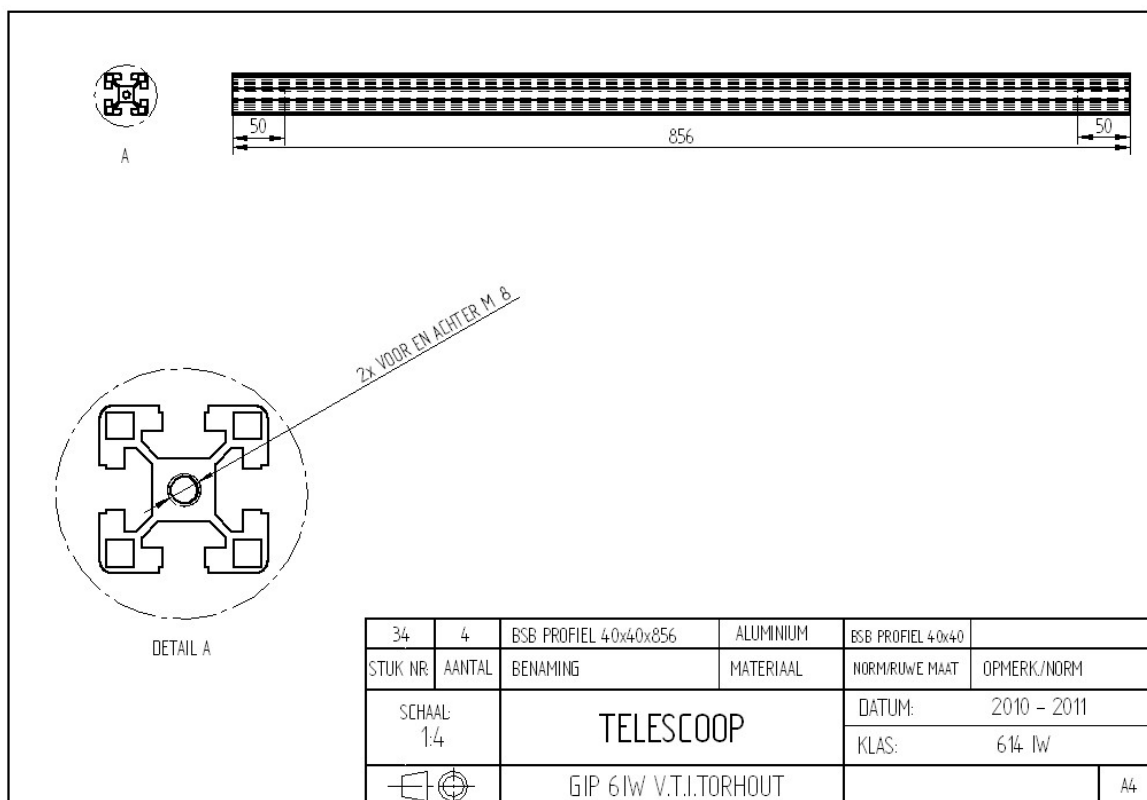 50
50
856
A
2x VOOR EN ACHTER M 8
DETAIL A
34 4 BSB PROFIEL 40x40x856 ALUMINIUM BSB PROFIEL 40x40
STUK NR: AANTAL BENAMING MATERIAAL NORM/RUWE MAAT OPMERK./NORM
SCHAAL:
1:4
TELESCOOP
DATUM: 2010 - 2011
KLAS: 614 IW
GIP 6IW V.T.I.TORHOUT
A4